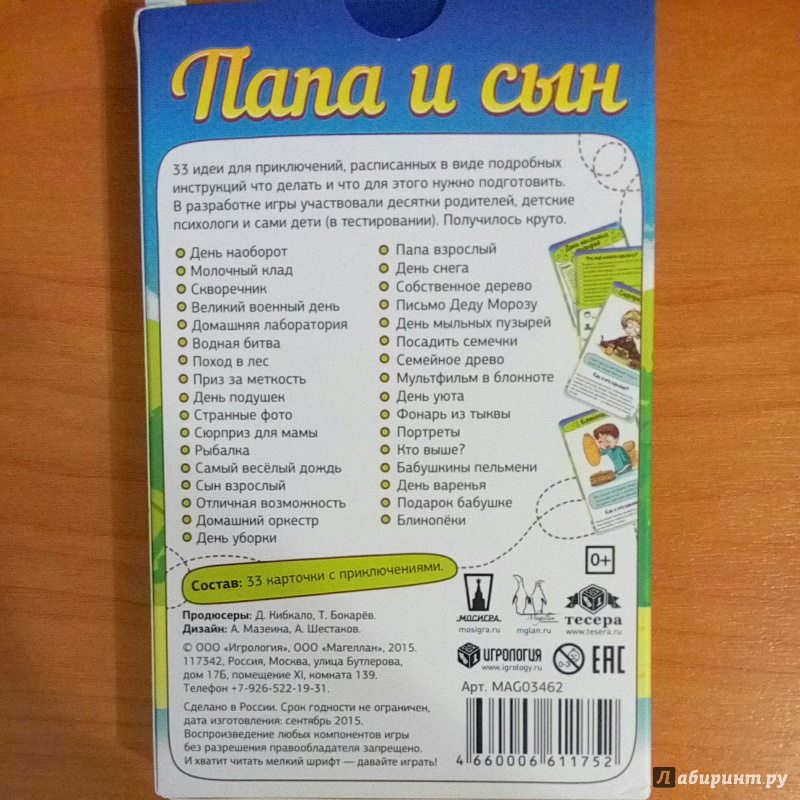 Папа и сын
33 идеи для приключений, расписанных в виде подробных
инструкций что делать и что для этого нужно подготовить.
В разработке игры участвовали десятки родителей, детские
психологи и сами дети (в тестировании). Получилось круто.
День наоборот
Молочный клад
Скворечник
Великий военный день
Домашняя лаборатория
Водная битва
Поход в лес
Приз за меткость
День подушек
Странные фото
Сюрприз для мамы
Рыбалка
Самый весёлый дождь
Сын взрослый
Отличная возможность
Домашний оркестр
День уборки
Папа взрослый
День снега
Собственное дерево
Письмо Деду Морозу
День мыльных пузырей
Посадить семечки
Семейное древо
Мультфильм в блокноте
День уюта
Фонарь из тыквы
Портреты
Кто выше?
Бабушкины пельмени
День варенья
Подарок бабушке
Блинопёки
Состав: 33 карточки с приключениями.
0+
Продюсеры: Д. Кибкало, Т. Бокарёв.
Дизайн: А. Мазеина, А. Шестаков.
© ООО «Игрология», ООО «Магеллан», 2015.
117342, Россия, Москва, улица Бутлерова,
дом 17Б, помещение XI, комната 139.
Телефон +7-926-522-19-31.
Сделано в России. Срок годности не ограничен,
дата изготовления: сентябрь 2015.
Воспроизведение любых компонентов игры
без разрешения правообладателя запрещено.
И хватит читать мелкий шрифт — давайте играть!
МОСИГРА
mosigra.ru
mglan.ru
тесера
www.tesera.ru
ИГРОЛОГИЯ
www.igrology.ru
0-3
EAC
Арт. MAG03462
4 660006 611752
Лабиринт.ру